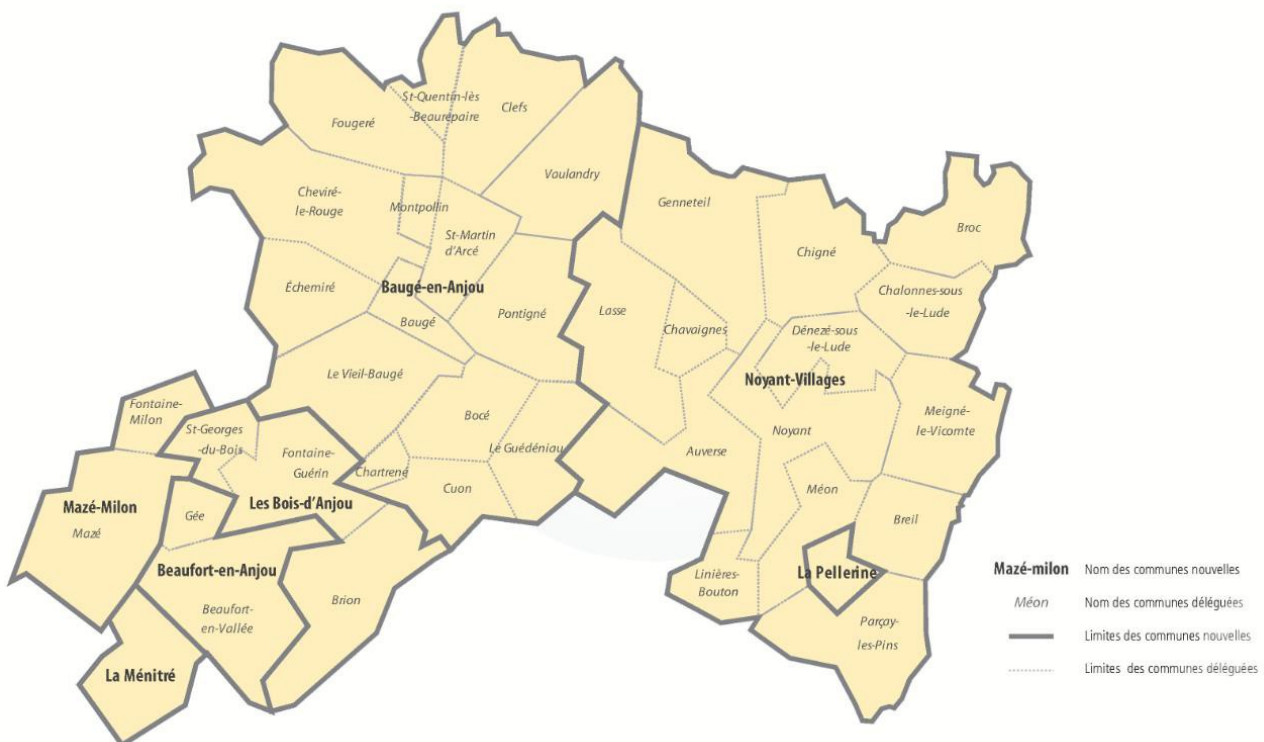 St-Quentin-lès
-Beaurepaire
Clefs
Fougeré
Vaulandry
Cheviré-
le-Rouge
Montpollin
St-Martin
d'Arcé
Genneteil
Broc
Chigné
Échemiré
Baugé-en-Anjou
Baugé
Pontigné
Lasse
Chavaignes
Chalonnes-sous
-le-Lude
Dénezé-sous
-le-Lude
Le Vieil-Baugé
Noyant-Villages
Fontaine-
Milon
St-Georges
-du-Bois
Bocé
Meigné-
le-Vicomte
Noyant
Fontaine-
Guérin
Le Guédéniau
Auverse
Chartrené
Cuon
Méon
Mazé-Milon
Mazé
Gée
Les Bois-d'Anjou
Breil
Beaufort-en-Anjou
Linières-
Bouton
La Pellerine
Brion
Beaufort-
en-Vallée
Parçay-
les-Pins
La Ménitré
Mazé-milon Nom des communes nouvelles
Méon Nom des communes déléguées
Limites des communes nouvelles
Limites des communes déléguées